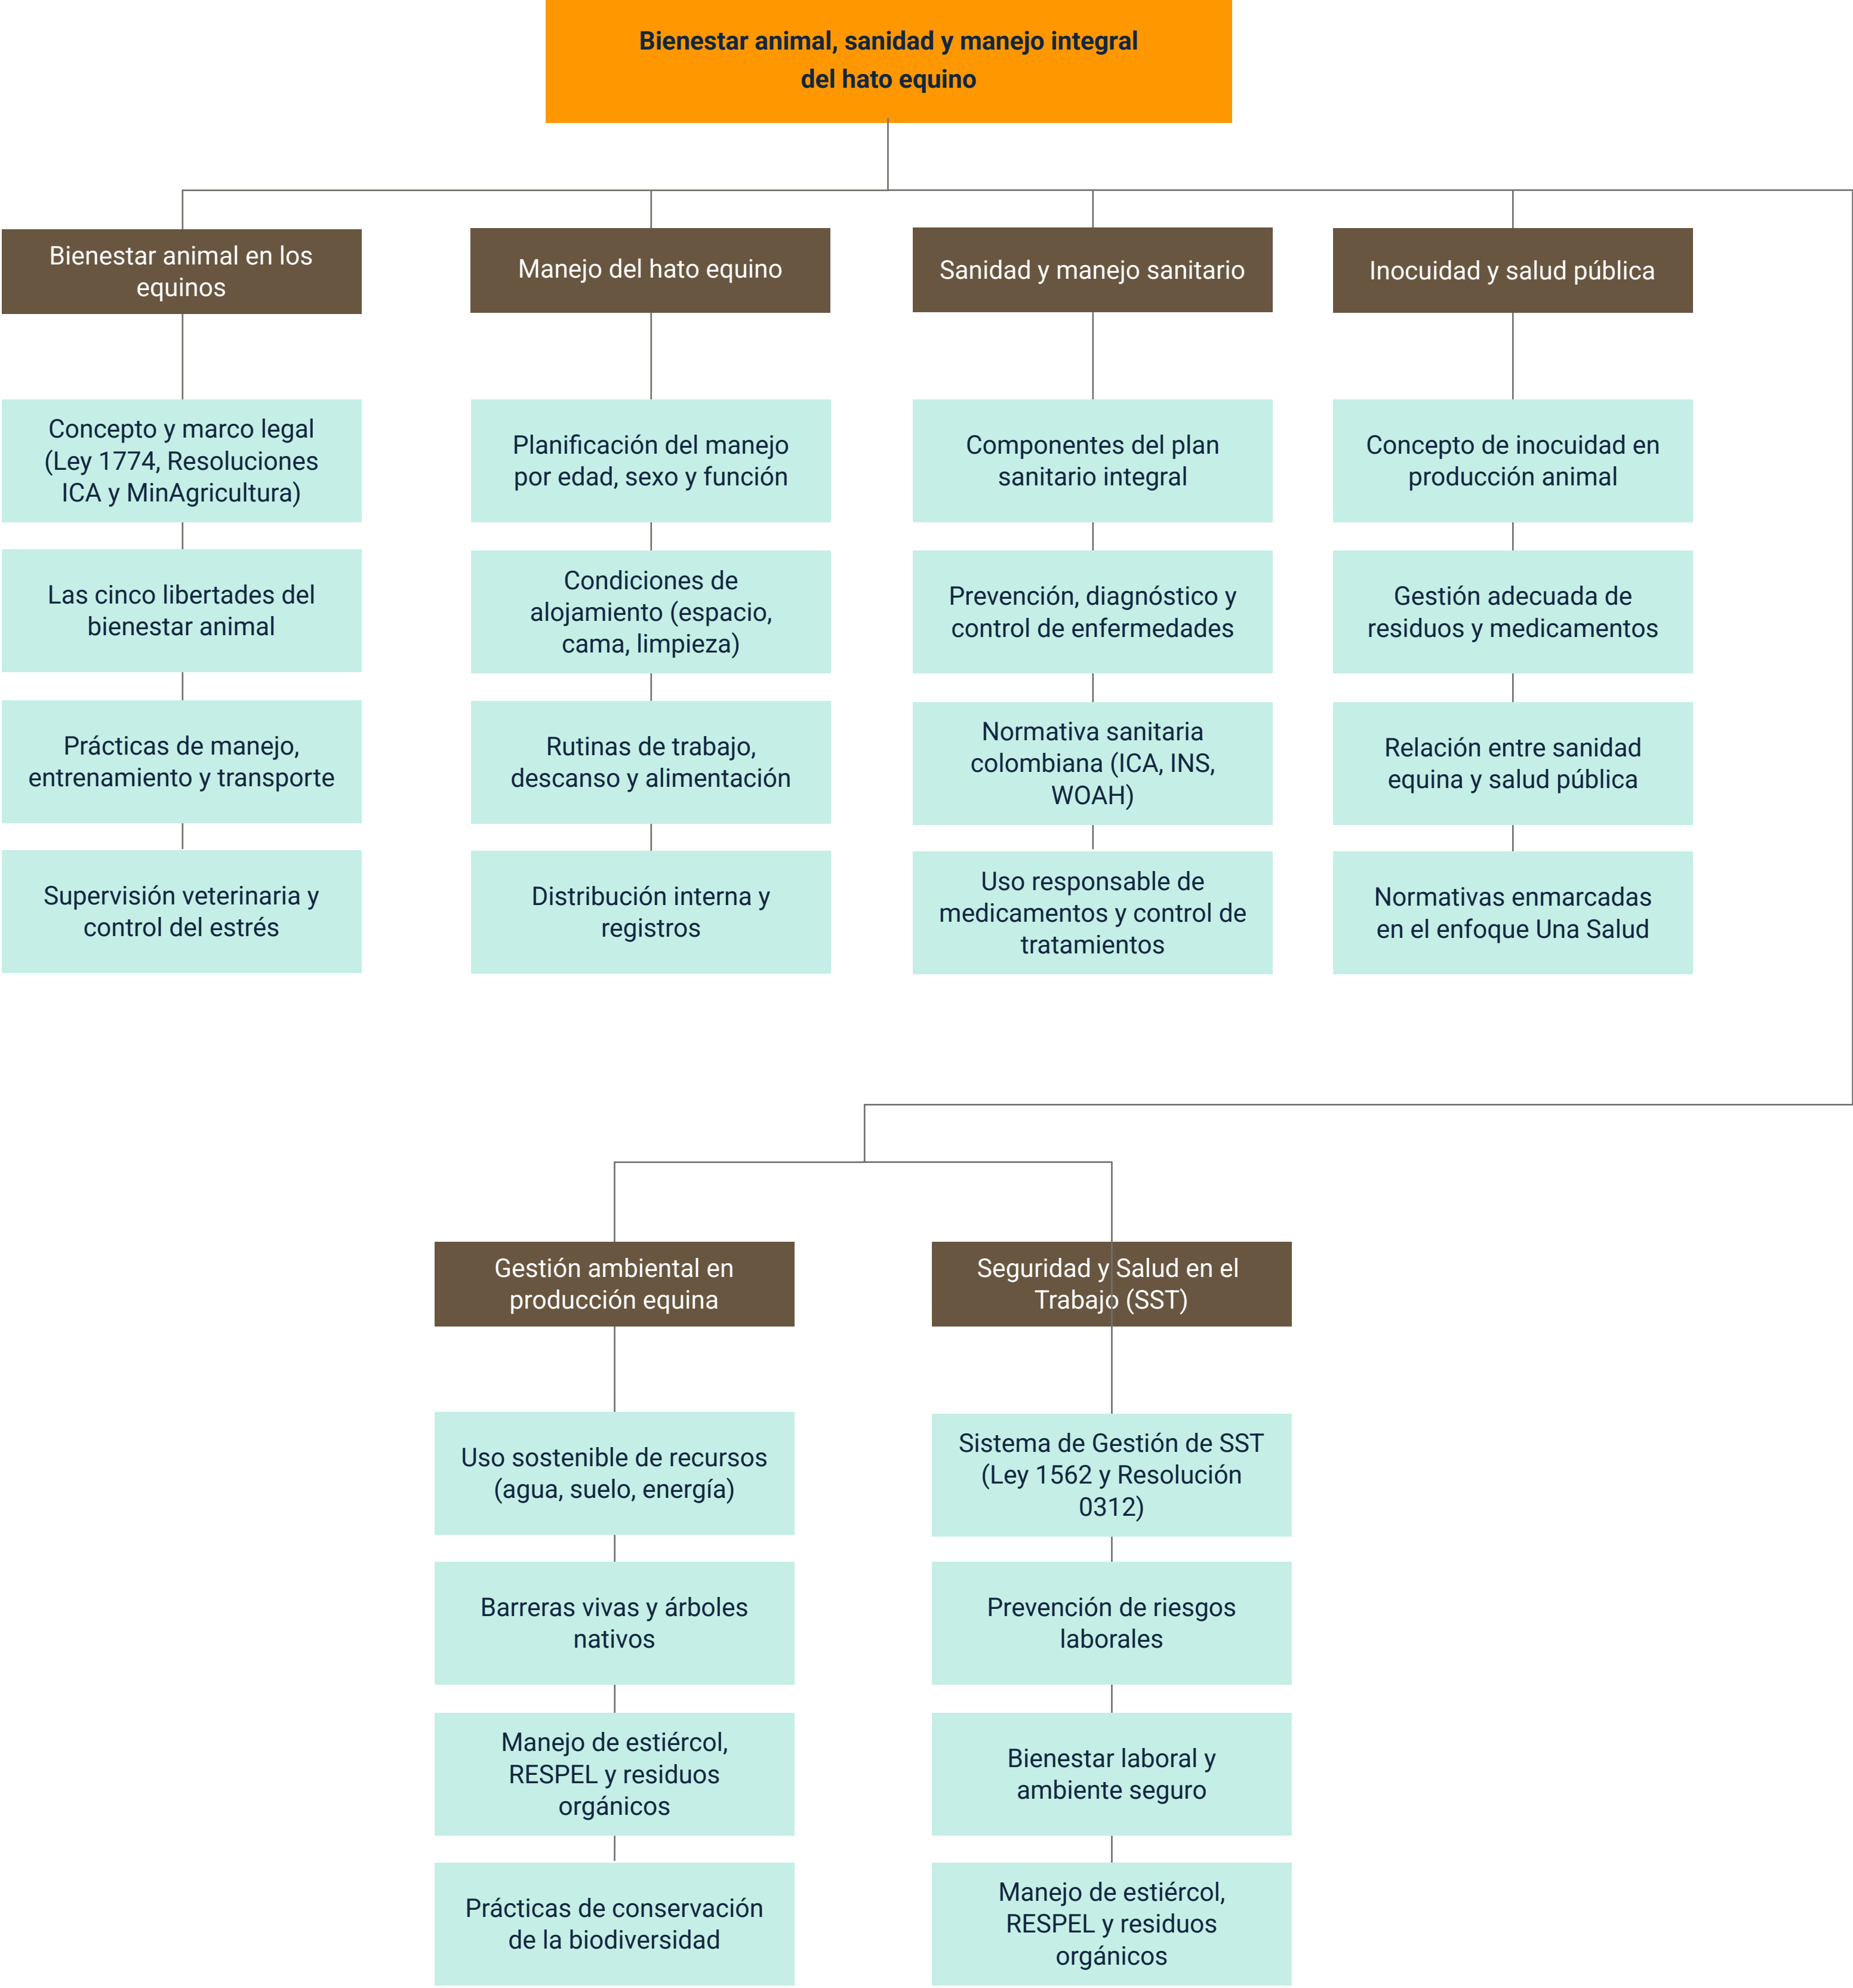 Bienestar animal, sanidad y manejo integral
del hato equino
Bienestar animal en los
equinos
Concepto y marco legal
(Ley 1774, Resoluciones
ICA y MinAgricultura)
Las cinco libertades del
bienestar animal
Prácticas de manejo,
entrenamiento y transporte
Supervisión veterinaria y
control del estrés
Manejo del hato equino
Planificación del manejo
por edad, sexo y función
Condiciones de
alojamiento (espacio,
cama, limpieza)
Rutinas de trabajo,
descanso y alimentación
Distribución interna y
registros
Sanidad y manejo sanitario
Componentes del plan
sanitario integral
Prevención, diagnóstico y
control de enfermedades
Normativa sanitaria
colombiana (ICA, INS,
WOAH)
Uso responsable de
medicamentos y control de
tratamientos
Inocuidad y salud pública
Concepto de inocuidad en
producción animal
Gestión adecuada de
residuos y medicamentos
Relación entre sanidad
equina y salud pública
Normativas enmarcadas
en el enfoque Una Salud
Gestión ambiental en
producción equina
Uso sostenible de recursos
(agua, suelo, energía)
Barreras vivas y árboles
nativos
Manejo de estiércol,
RESPEL y residuos
orgánicos
Prácticas de conservación
de la biodiversidad
Seguridad y Salud en el
Trabajo (SST)
Sistema de Gestión de SST
(Ley 1562 y Resolución
0312)
Prevención de riesgos
laborales
Bienestar laboral y
ambiente seguro
Manejo de estiércol,
RESPEL y residuos
orgánicos